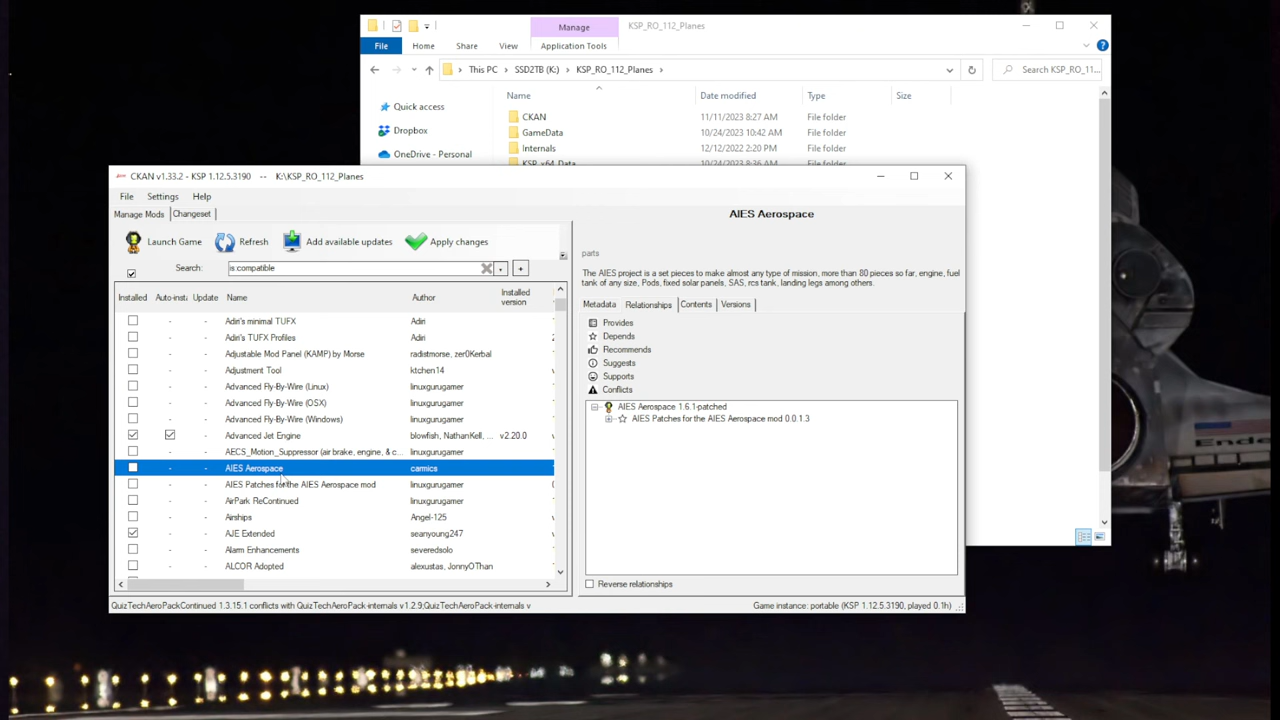 Manage
KSP_RO_112_Planes
File
Home
Share
View
Application Tools
This PC
SSD2TB (K:)
KSP_RO_112_Planes
Search KSP_RO_11...
Name
Date modified
Type
Size
Quick access
CKAN
11/11/2023 8:27 AM
File folder
Dropbox
GameData
10/24/2023 10:42 AM
File folder
OneDrive - Personal
Internals
12/12/2022 2:20 PM
File folder
KSP_x64_Data
10/24/2023 8:36 AM
File folder
CKAN v1.33.2 - KSP 1.12.5.3190 -- K:\KSP_RO_112_Planes
File
Settings
Help
Manage Mods
Changeset
Launch Game
Refresh
Add available updates
Apply changes
Search:
is:compatible
Installed
Auto-insta
Update
Name
Author
Installed version
Adiri's minimal TUFX
Adiri
Adiri's TUFX Profiles
Adiri
Adjustable Mod Panel (KAMP) by Morse
radistmorse, zer0Kerbal
Adjustment Tool
ktchen14
Advanced Fly-By-Wire (Linux)
linuxgurugamer
Advanced Fly-By-Wire (OSX)
linuxgurugamer
Advanced Fly-By-Wire (Windows)
linuxgurugamer
Advanced Jet Engine
blowfish, NathanKell, ...
v2.20.0
AECS_Motion_Suppressor (air brake, engine, & c...
linuxgurugamer
AIES Aerospace
carmics
AIES Patches for the AIES Aerospace mod
linuxgurugamer
AirPark ReContinued
linuxgurugamer
Airships
Angel-125
AJE Extended
seanyoung247
Alarm Enhancements
severedsolo
ALCOR Adopted
alexustas, JonnyOThan
AIES Aerospace
parts
The AIES project is a set pieces to make almost any type of mission, more than 80 pieces so far, engine, fuel
tank of any size, Pods, fixed solar panels, SAS, rcs tank, landing legs among others.
Metadata
Relationships
Contents
Versions
Provides
Depends
Recommends
Suggests
Supports
Conflicts
AIES Aerospace 1.6.1-patched
AIES Patches for the AIES Aerospace mod 0.0.1.3
Reverse relationships
QuizTechAeroPackContinued 1.3.15.1 conflicts with QuizTechAeroPack-internals v1.2.9;QuizTechAeroPack-internals v
Game instance: portable (KSP 1.12.5.3190, played 0.1h)